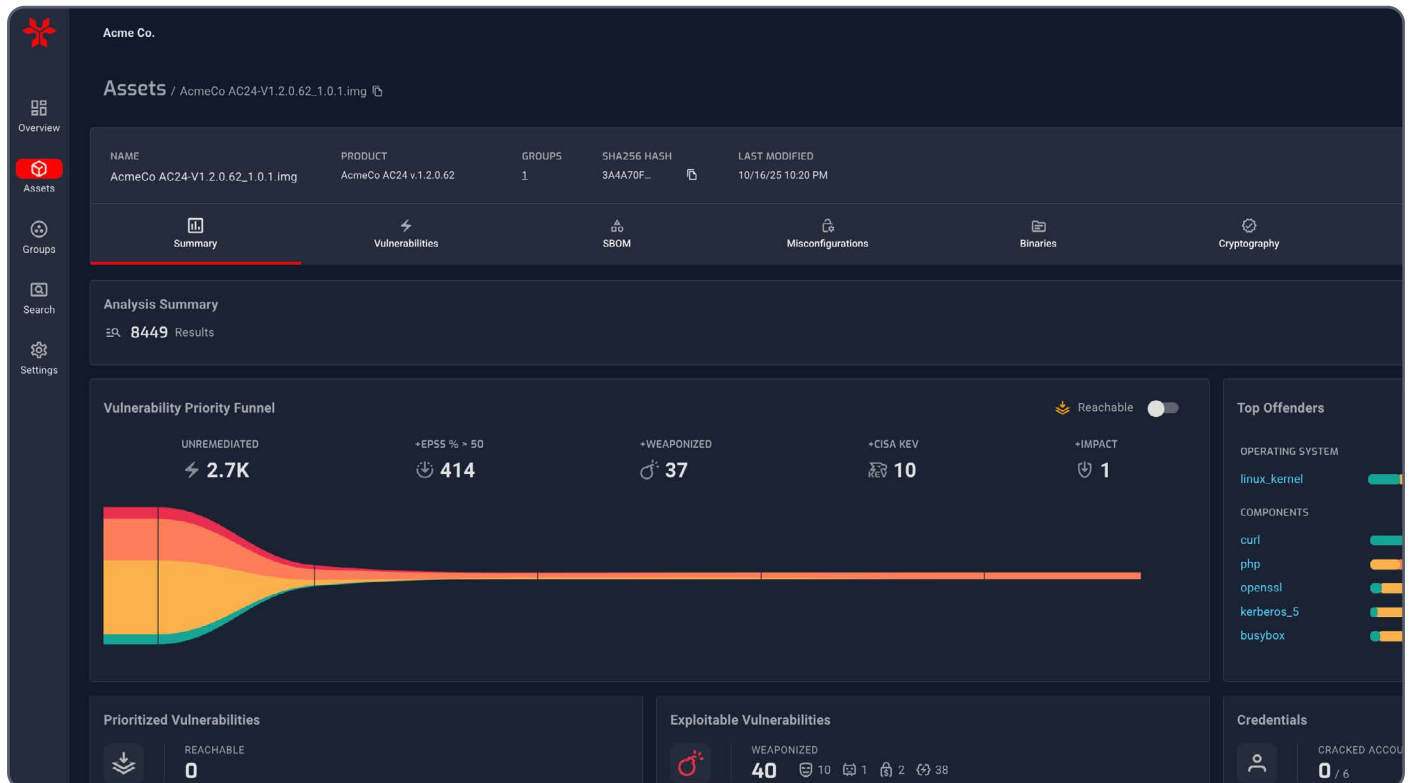 Acme Co.
Assets / AcmeCo AC24-V1.2.0.62_1.0.1.img
Overview
Assets
Groups
Search
Settings
NAME PRODUCT GROUPS SHA256 HASH LAST MODIFIED
AcmeCo AC24-V1.2.0.62_1.0.1.img AcmeCo AC24 v.1.2.0.62 1 3A4A70F... 10/16/25 10:20 PM
Summary Vulnerabilities SBOM Misconfigurations Binaries Cryptography
Analysis Summary
8449 Results
Vulnerability Priority Funnel Reachable
UNREMEDIATED +EPSS % > 50 +WEAPONIZED +CISA KEV +IMPACT
2.7K 414 37 KEV 10 1
Top Offenders
OPERATING SYSTEM
linux_kernel
COMPONENTS
curl
php
openssl
kerberos_5
busybox
Prioritized Vulnerabilities
REACHABLE
0
Exploitable Vulnerabilities
WEAPONIZED
40 10 1 2 38
Credentials
CRACKED ACCOU
0 / 6